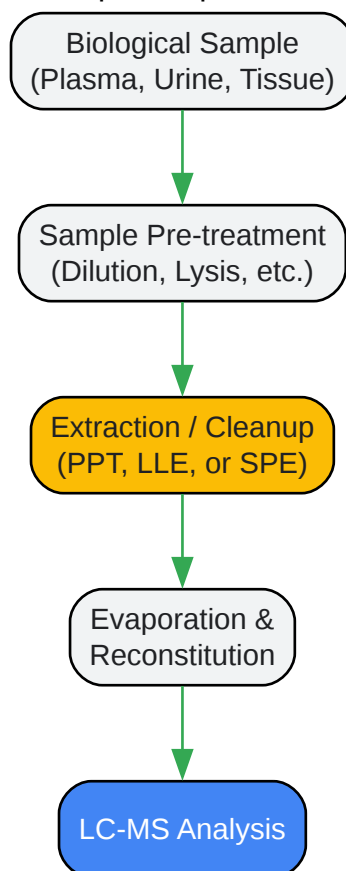 Biological Sample
(Plasma, Urine, Tissue)
Sample Pre-treatment
(Dilution, Lysis, etc.)
Extraction / Cleanup
(PPT, LLE, or SPE)
Evaporation &
Reconstitution
LC-MS Analysis